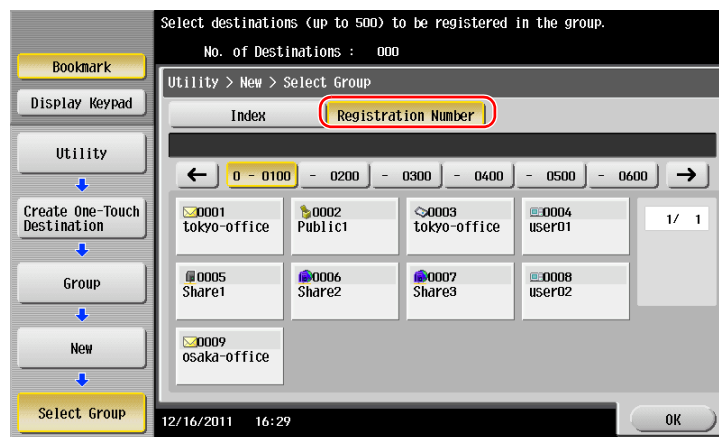 Select destinations (up to 500) to be registered in the group.
No. of Destinations : 000
Bookmark
Display Keypad
Utility
Create One-Touch
Destination
Group
New
Select Group
Utility > New > Select Group
Index
Registration Number
← 0 - 0100 - 0200 - 0300 - 0400 - 0500 - 0600 →
0001
tokyo-office
0002
Public1
0003
tokyo-office
0004
user01
1/ 1
0005
Share1
0006
Share2
0007
Share3
0008
user02
0009
osaka-office
12/16/2011 16:29
OK